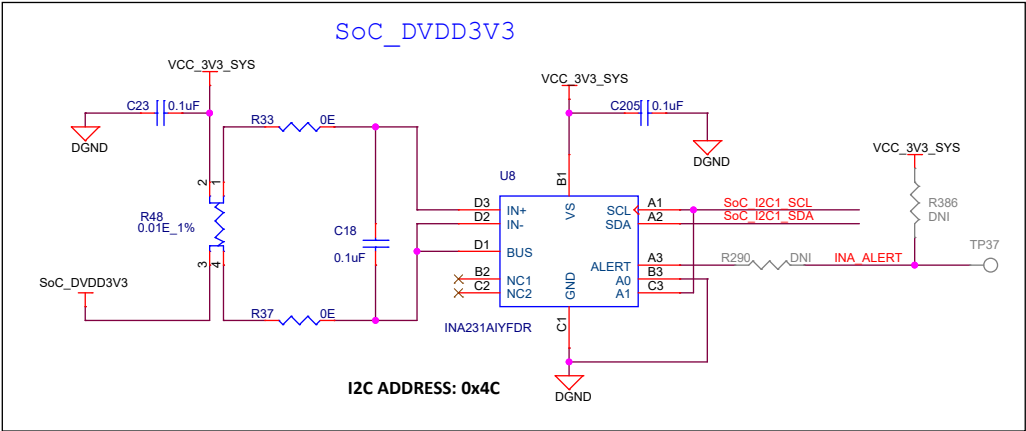 SoC_DVDD3V3
VCC_3V3_SYS
C23
0.1uF
DGND
R33
0E
2
1
R48
0.01E_1%
3
4
SoC_DVDD3V3
R37
0E
C18
0.1uF
VCC_3V3_SYS
C205
0.1uF
DGND
U8
B1
VS
D3
IN+
D2
IN-
D1
BUS
B2
NC1
C2
NC2
SCL
A1
SoC_I2C1_SCL
SDA
A2
SoC_I2C1_SDA
ALERT
A3
A0
B3
A1
C3
GND
C1
INA231AIYFDR
DGND
R290
DNI
INA_ALERT
VCC_3V3_SYS
R386
DNI
TP37
I2C ADDRESS: 0x4C